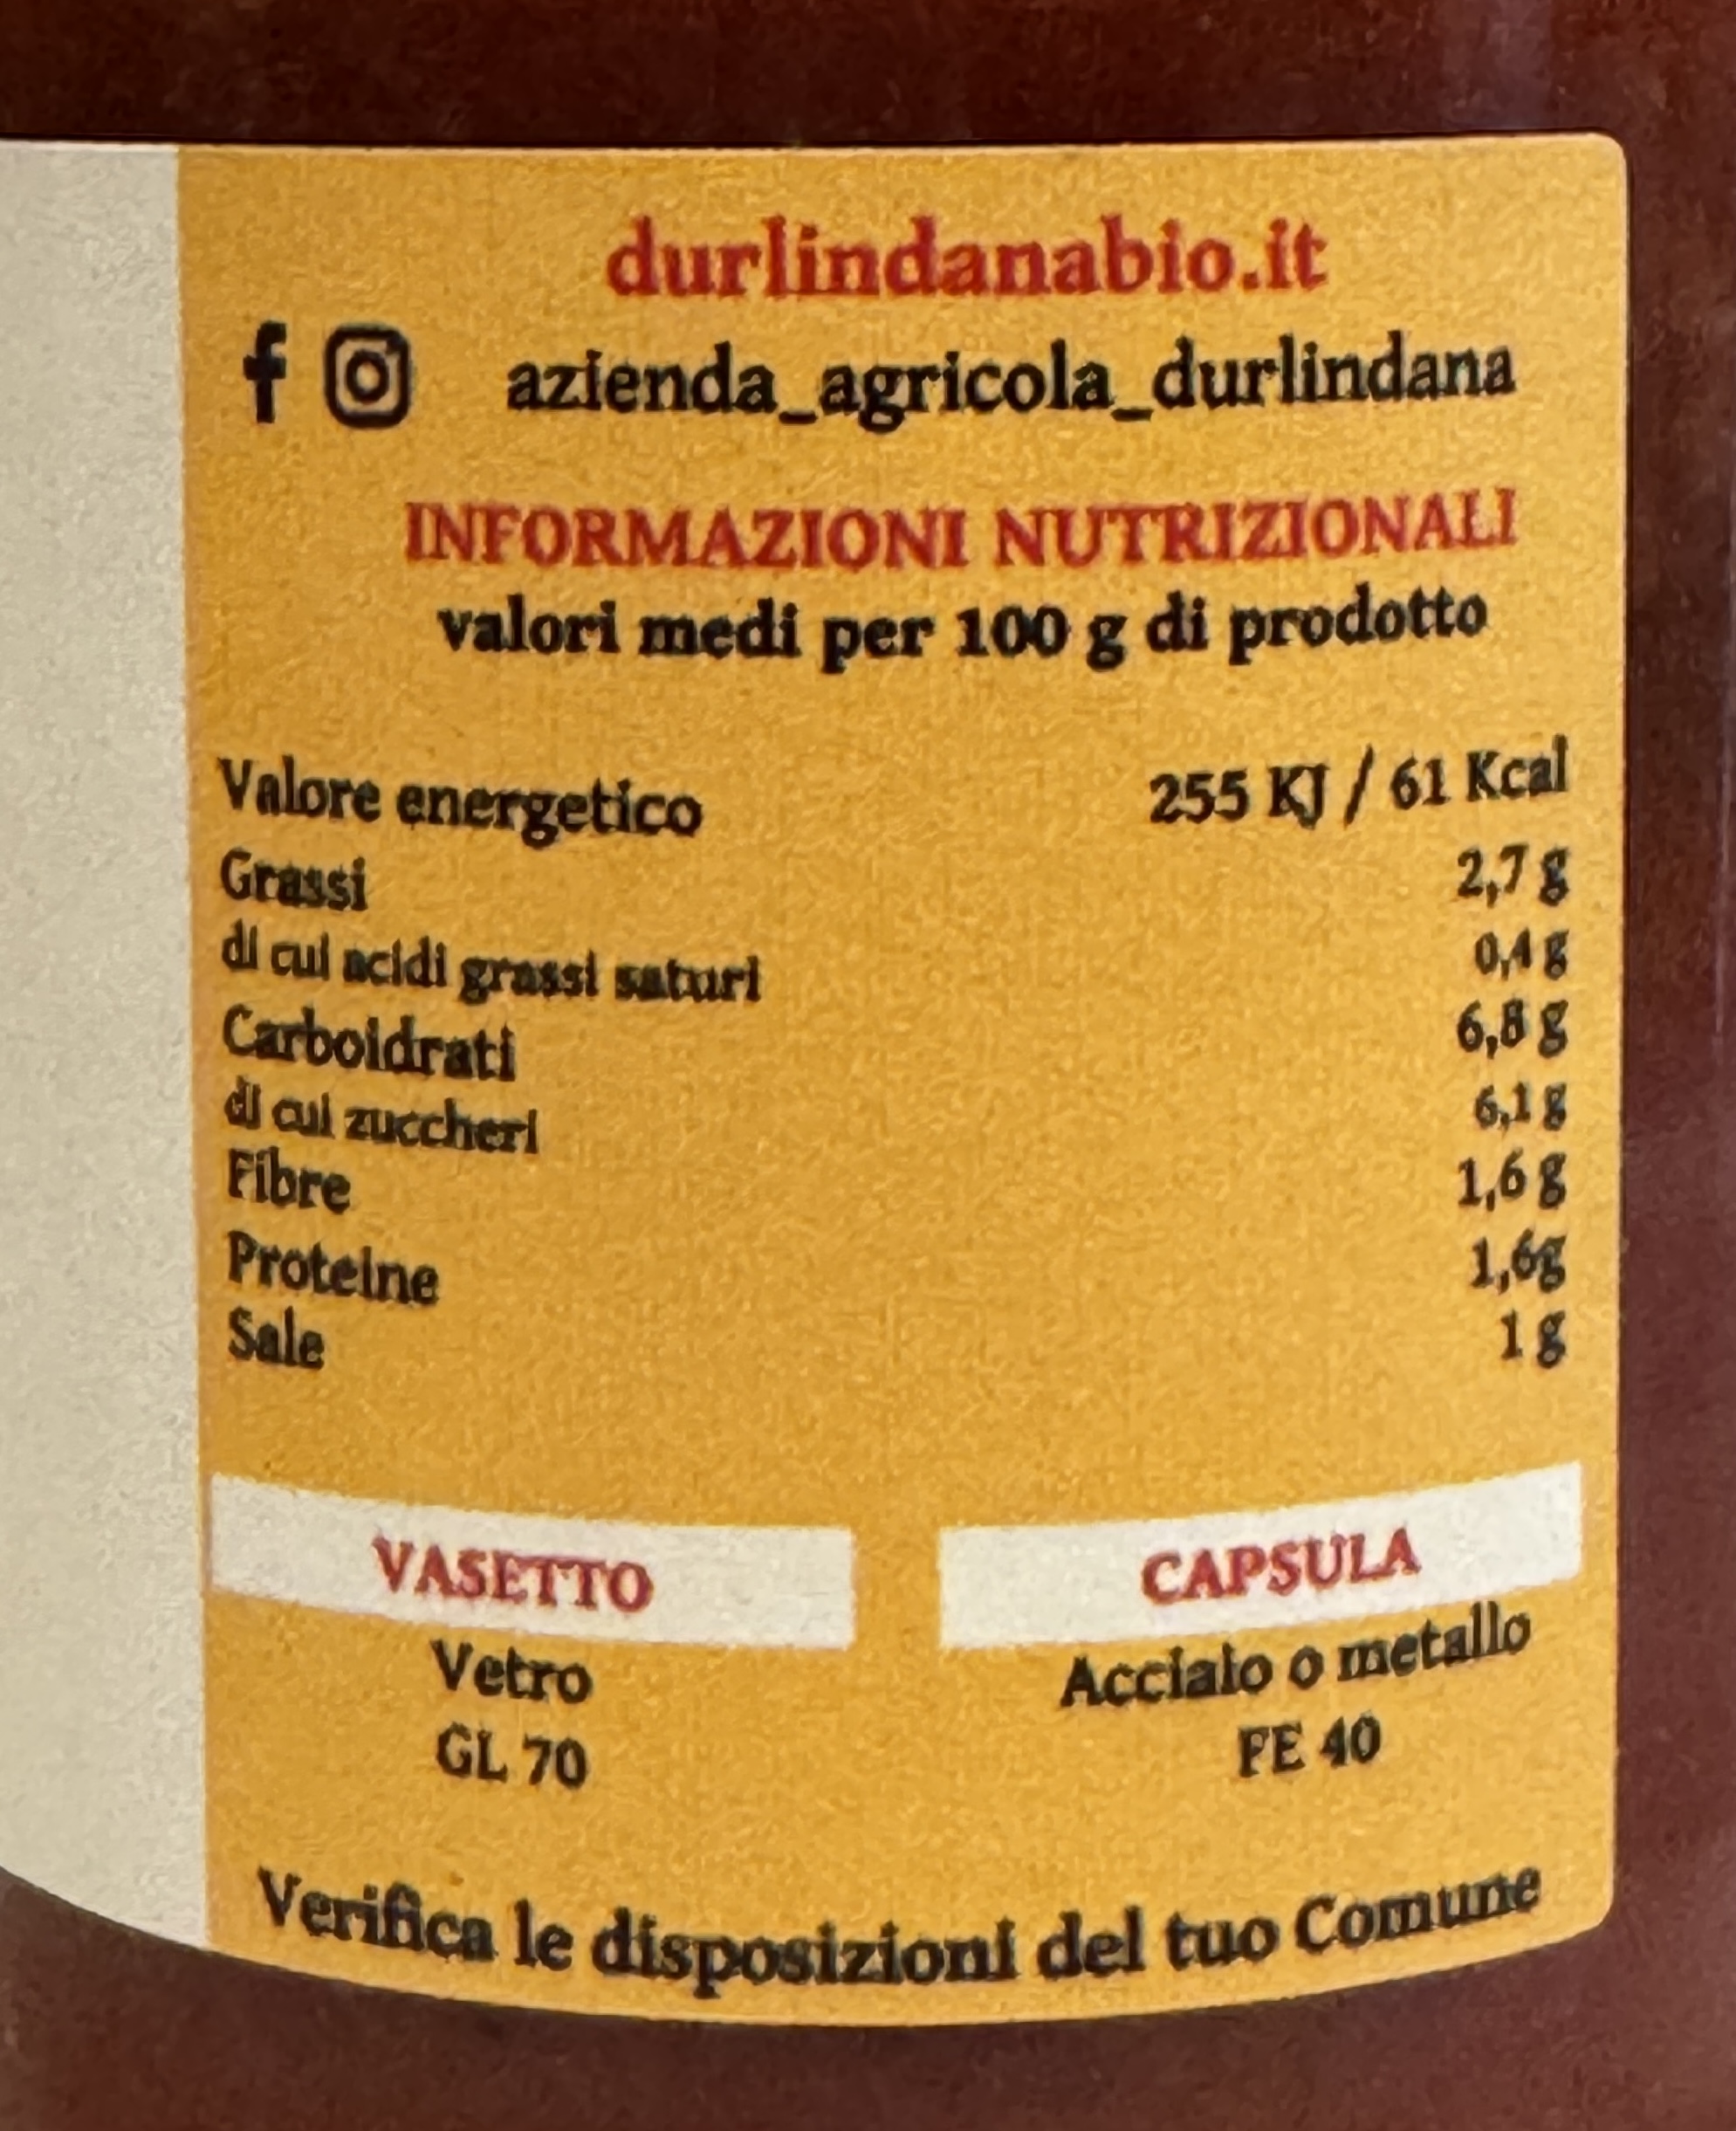 durlindanabio.it
azienda_agricola_durlindana
INFORMAZIONI NUTRIZIONALI
valori medi per 100 g di prodotto
Valore energetico 255 KJ / 61 Kcal
Grassi 2,7 g
di cui acidi grassi saturi 0,4 g
Carboidrati 6,8 g
di cui zuccheri 6,1 g
Fibre 1,6 g
Proteine 1,6g
Sale 1 g
VASETTO CAPSULA
Vetro Acciaio o metallo
GL 70 FE 40
Verifica le disposizioni del tuo Comune